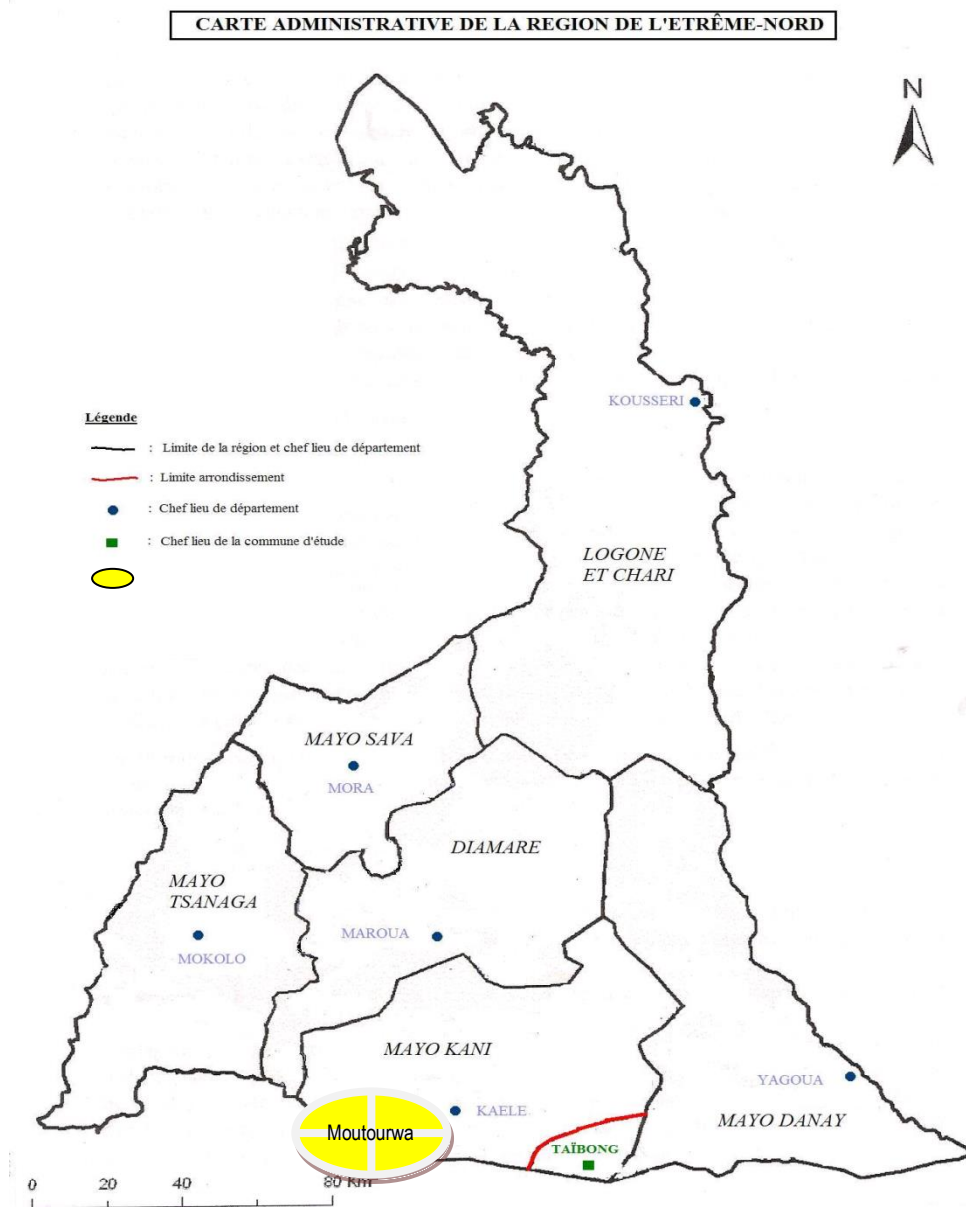 CARTE ADMINISTRATIVE DE LA REGION DE L'ETRÊME-NORD
N
KOUSSERI
Légende
: Limite de la région et chef lieu de département
: Limite arrondissement
: Chef lieu de département
: Chef lieu de la commune d'étude
LOGONE
ET CHARI
MAYO SAVA
MORA
DIAMARE
MAYO
TSANAGA
MAROUA
MOKOLO
MAYO KANI
YAGOUA
KAELE
MAYO DANAY
Moutourwa
TAÏBONG
0 20 40 60 80 Km